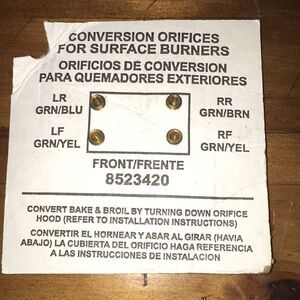 CONVERSION ORIFICES
FOR SURFACE BURNERS
ORIFICIOS DE CONVERSION
PARA QUEMADORES EXTERIORES
LR
GRN/BLU
RR
GRN/BRN
LF
GRN/YEL
RF
GRN/YEL
FRONT/FRENTE
8523420
CONVERT BAKE & BROIL BY TURNING DOWN ORIFICE
HOOD (REFER TO INSTALLATION INSTRUCTIONS)
CONVERTIR EL HORNEAR Y ASAR AL GIRAR (HAVIA
ABAJO) LA CUBIERTA DEL ORIFICIO HAGA REFERENCIA
A LAS INSTRUCCIONES DE INSTALACION